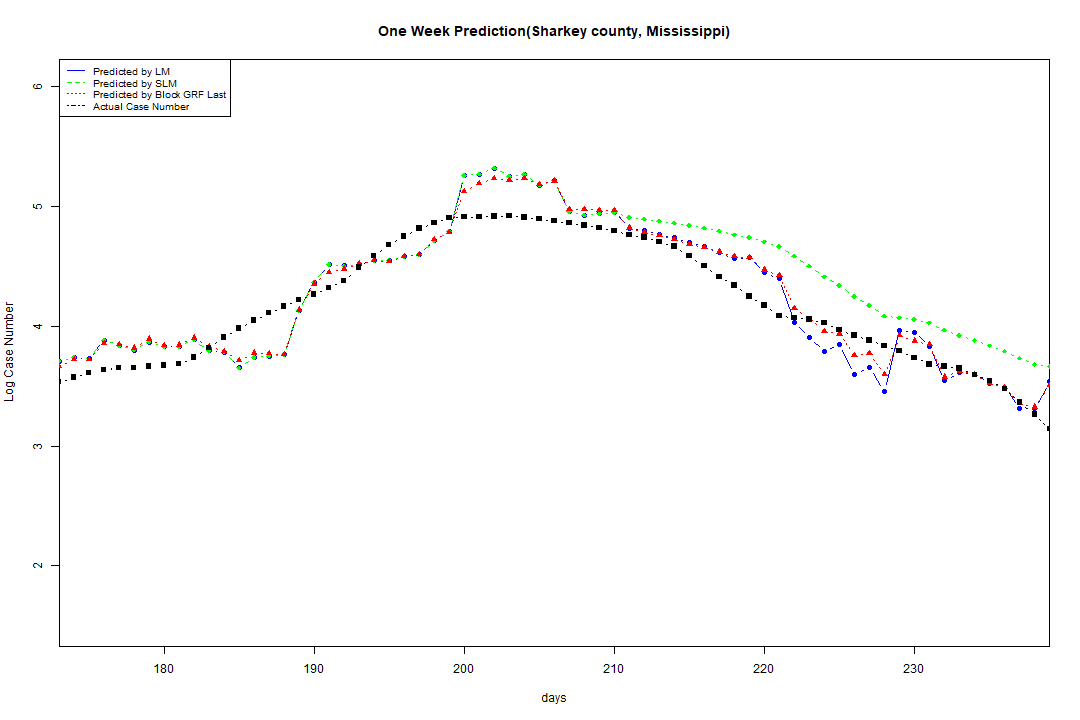 One Week Prediction(Sharkey county, Mississippi)
Predicted by LM
Predicted by SLM
Predicted by Block GRF Last
Actual Case Number
6
5
4
3
2
Log Case Number
180 190 200 210 220 230
days